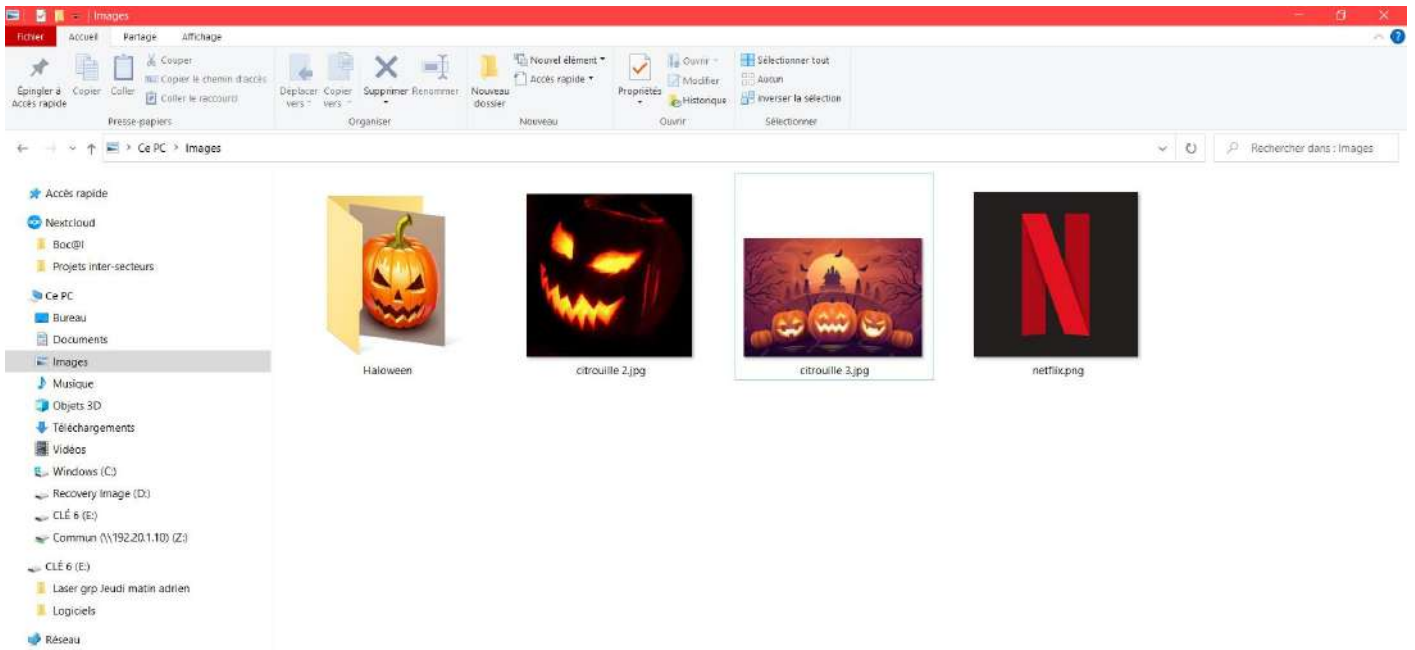 Images
Fichier Accueil Partage Affichage
Épingler à Accès rapide
Copier
Coller
Couper
Copier le chemin d'accès
Coller le raccourci
Presse-papiers
Déplacer vers
Copier vers
Supprimer
Renommer
Organiser
Nouveau dossier
Nouvel élément
Accès rapide
Nouveau
Propriétés
Ouvrir
Modifier
Historique
Ouvrir
Sélectionner tout
Aucun
Inverser la sélection
Sélectionner
Ce PC > Images
Rechercher dans : Images
Accès rapide
Nextcloud
Boc@l
Projets inter-secteurs
Ce PC
Bureau
Documents
Images
Musique
Objets 3D
Téléchargements
Vidéos
Windows (C:)
Recovery Image (D:)
CLÉ 6 (E:)
Commun (\\192.20.1.10) (Z:)
CLÉ 6 (E:)
Laser grp Jeudi matin adrien
Logiciels
Réseau
Haloween
citrouille 2.jpg
citrouille 3.jpg
netflix.png